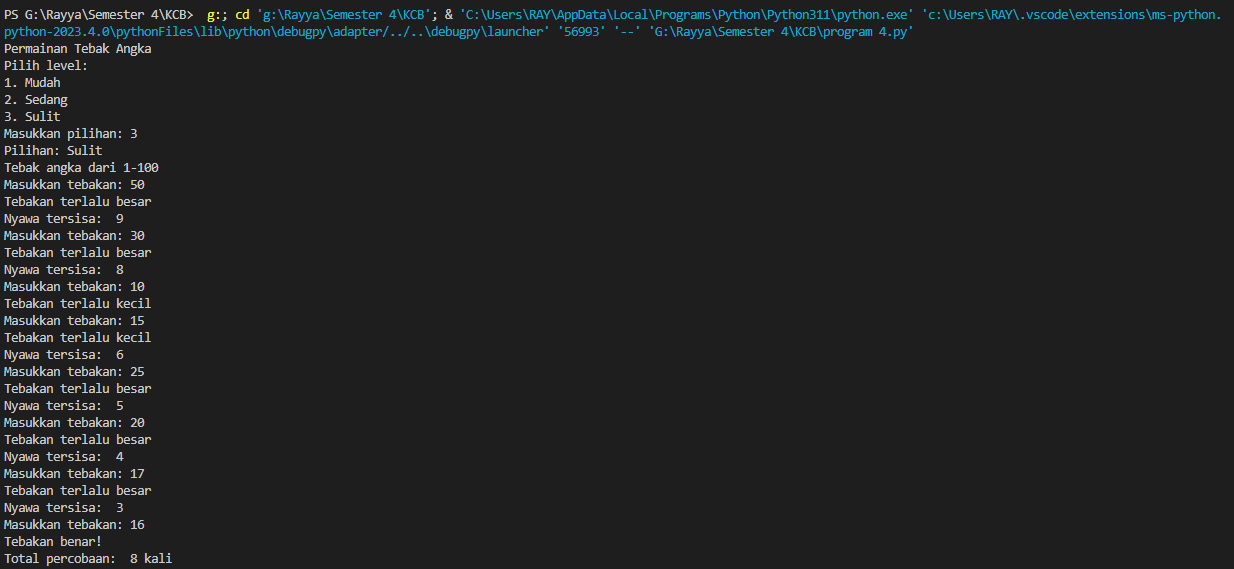 PS G:\Rayya\Semester 4\KCB>  g:; cd 'g:\Rayya\Semester 4\KCB'; & 'C:\Users\RAY\AppData\Local\Programs\Python\Python311\python.exe' 'c:\Users\RAY\.vscode\extensions\ms-python.
python-2023.4.0\pythonFiles\lib\python\debugpy\adapter/../..\debugpy\launcher' '56993' '--' 'G:\Rayya\Semester 4\KCB\program 4.py'
Permainan Tebak Angka
Pilih level:
1. Mudah
2. Sedang
3. Sulit
Masukkan pilihan: 3
Pilihan: Sulit
Tebak angka dari 1-100
Masukkan tebakan: 50
Tebakan terlalu besar
Nyawa tersisa:  9
Masukkan tebakan: 30
Tebakan terlalu besar
Nyawa tersisa:  8
Masukkan tebakan: 10
Tebakan terlalu kecil
Masukkan tebakan: 15
Tebakan terlalu kecil
Nyawa tersisa:  6
Masukkan tebakan: 25
Tebakan terlalu besar
Nyawa tersisa:  5
Masukkan tebakan: 20
Tebakan terlalu besar
Nyawa tersisa:  4
Masukkan tebakan: 17
Tebakan terlalu besar
Nyawa tersisa:  3
Masukkan tebakan: 16
Tebakan benar!
Total percobaan:  8 kali